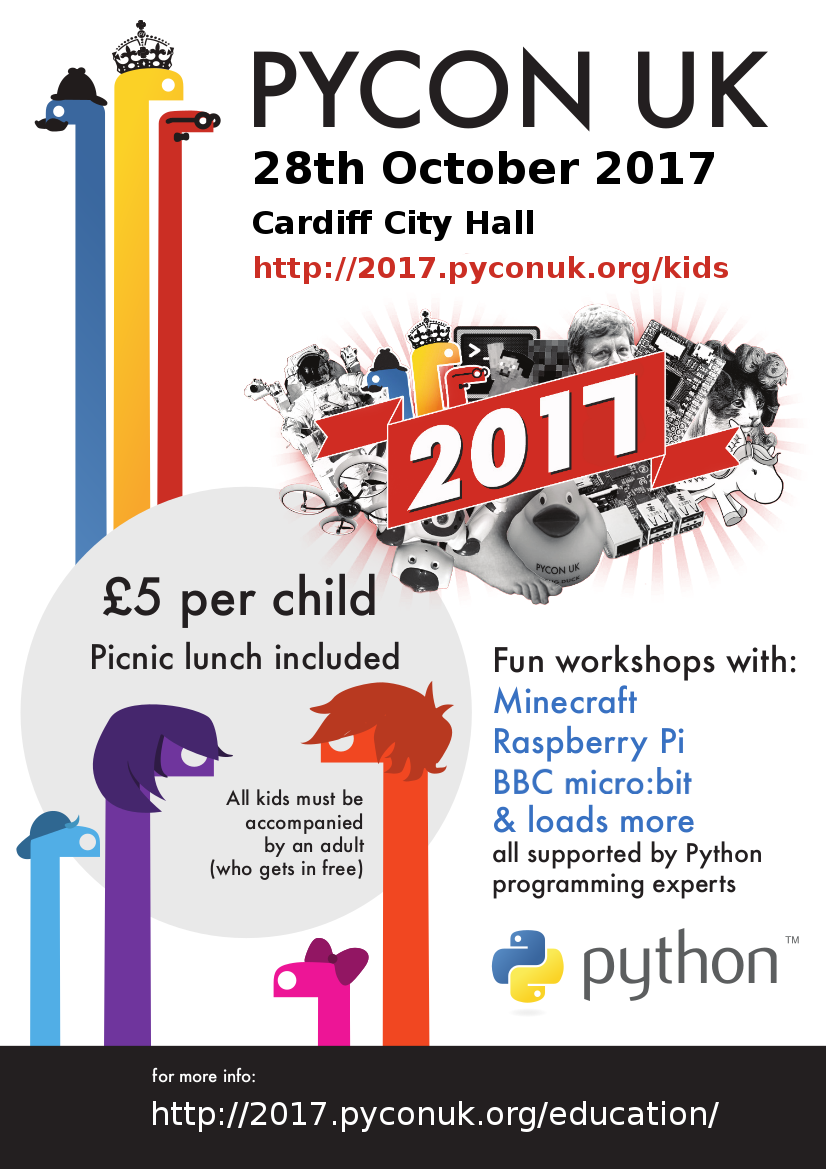 PYCON UK
28th October 2017
Cardiff City Hall
http://2017.pyconuk.org/kids
>_
2017
PYCON UK
DUCK
£5 per child
Picnic lunch included
Fun workshops with:
Minecraft
Raspberry Pi
BBC micro:bit
& loads more
all supported by Python
programming experts
All kids must be
accompanied
by an adult
(who gets in free)
python
TM
for more info:
http://2017.pyconuk.org/education/